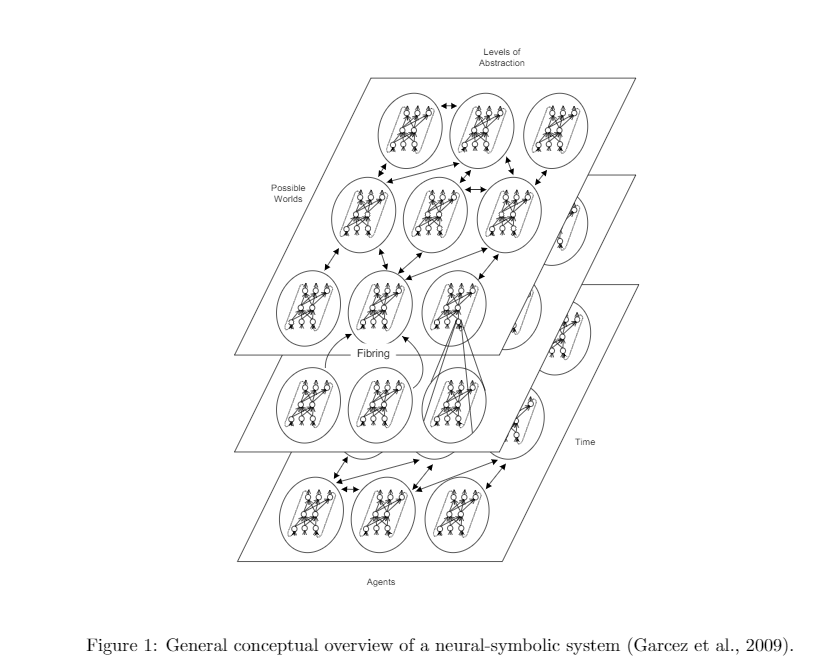 Levels of
Abstraction
Possible
Worlds
Fibring
Time
Agents
Figure 1: General conceptual overview of a neural-symbolic system (Garcez et al., 2009).